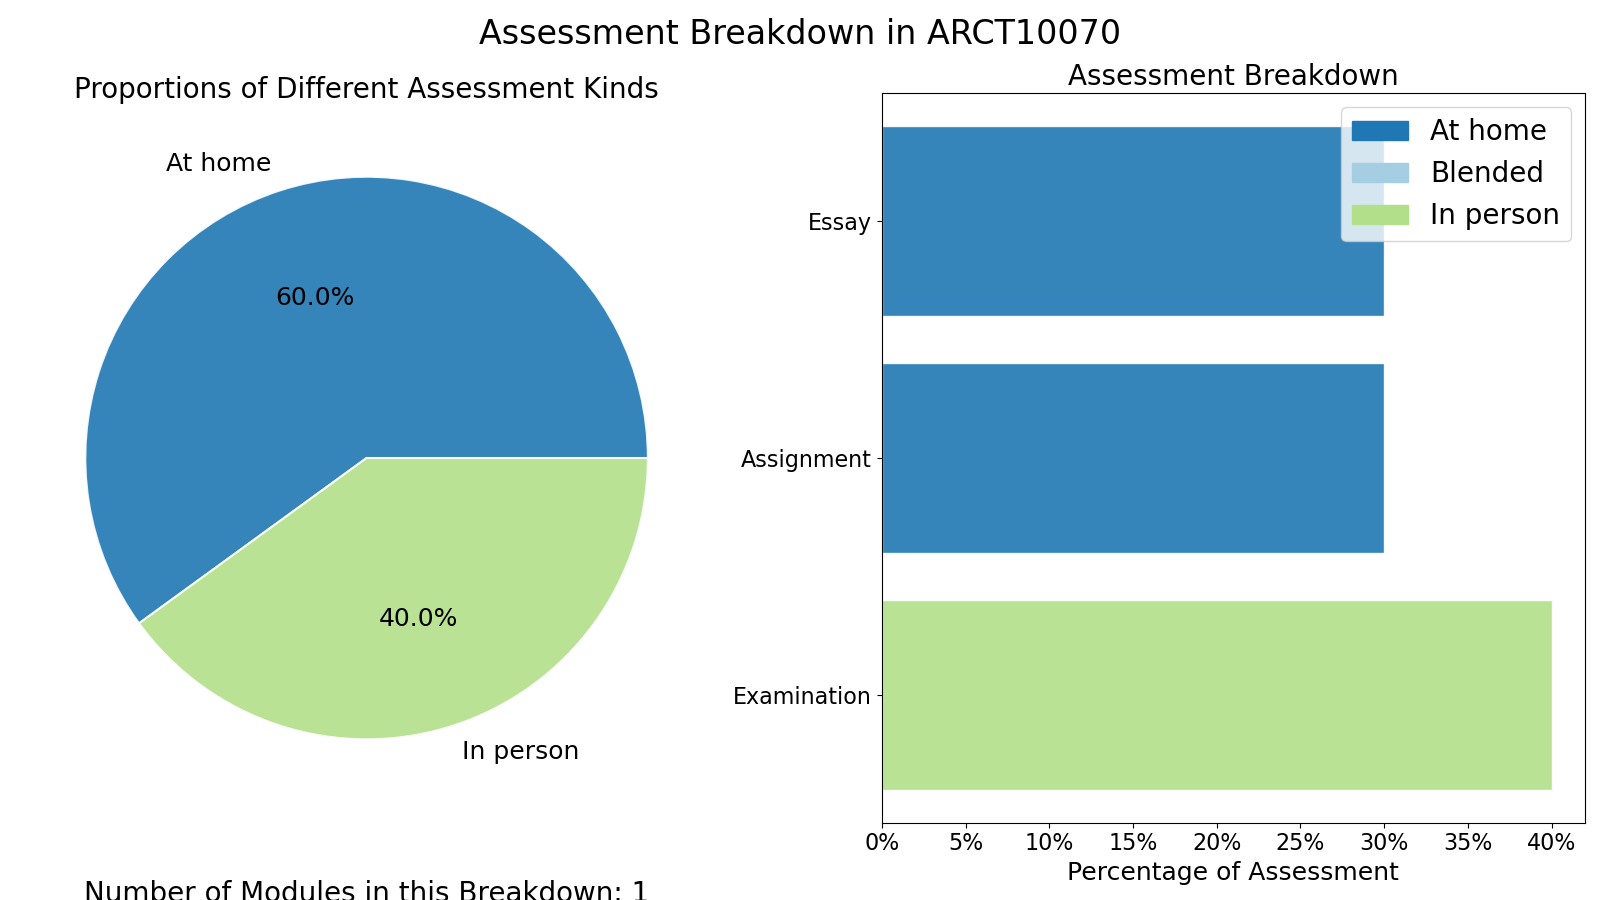 Assessment Breakdown in ARCT10070
Proportions of Different Assessment Kinds
At home
60.0%
40.0%
In person
Number of Modules in this Breakdown: 1
Assessment Breakdown
At home
Blended
In person
Essay
Assignment
Examination
0% 5% 10% 15% 20% 25% 30% 35% 40%
Percentage of Assessment